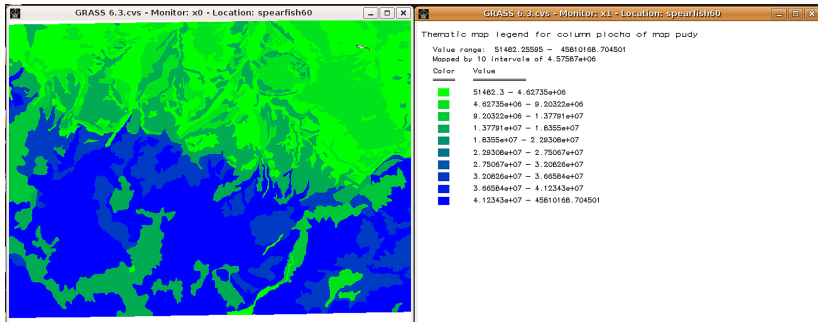 GRASS 6.3.cvs - Monitor: x0 - Location: spearfish60
GRASS 6.3.cvs - Monitor: x1 - Location: spearfish60
Thematic map legend for column plocha of map pudy
Value range: 51482.25595 - 45810168.704501
Mapped by 10 intervals of 4.57587e+06
Color Value
51482.3 - 4.62735e+06
4.62735e+06 - 9.20322e+06
9.20322e+06 - 1.37791e+07
1.37791e+07 - 1.8355e+07
1.8355e+07 - 2.29308e+07
2.29308e+07 - 2.75067e+07
2.75067e+07 - 3.20826e+07
3.20826e+07 - 3.66584e+07
3.66584e+07 - 4.12343e+07
4.12343e+07 - 45810168.704501